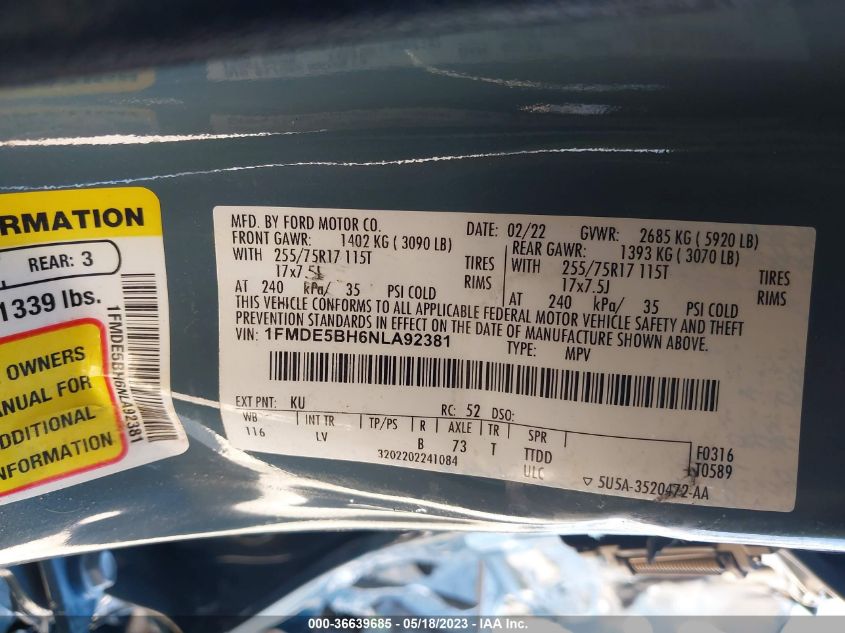 RMATION
REAR: 3
1339 lbs.
OWNERS
ANUAL FOR
ADDITIONAL
INFORMATION
1FMDE5BH6NLA92381
MFD. BY FORD MOTOR CO. DATE: 02/22 GVWR: 2685 KG ( 5920 LB)
FRONT GAWR: 1402 KG ( 3090 LB) REAR GAWR: 1393 KG ( 3070 LB)
WITH 255/75R17 115T TIRES WITH 255/75R17 115T TIRES
17x7.5J RIMS 17x7.5J RIMS
AT 240 kPa/ 35 PSI COLD AT 240 kPa/ 35 PSI COLD
THIS VEHICLE CONFORMS TO ALL APPLICABLE FEDERAL MOTOR VEHICLE SAFETY AND THEFT
PREVENTION STANDARDS IN EFFECT ON THE DATE OF MANUFACTURE SHOWN ABOVE.
VIN: 1FMDE5BH6NLA92381 TYPE: MPV
EXT PNT: KU RC: 52 DSO:
WB INT TR TP/PS R AXLE TR SPR F0316
116 LV B 73 T TTDD T0589
3202202241084 ULC 5U5A-3520472-AA
000-36639685 - 05/18/2023 - IAA Inc.